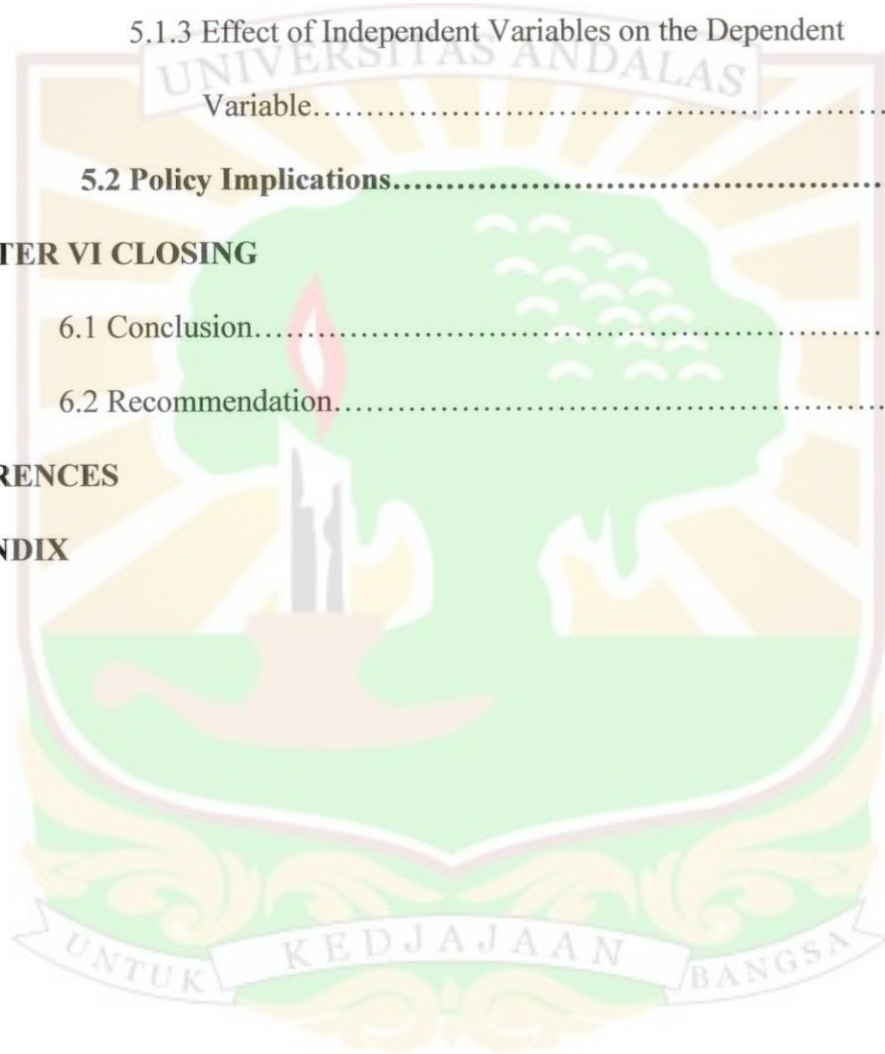 5.1.3 Effect of Independent Variables on the Dependent
UNIVERSITAS ANDALAS
Variable......................................................
5.2 Policy Implications.............................................
TER VI CLOSING
6.1 Conclusion............................................................
6.2 Recommendation..................................................
RENCES
NDIX
UNTUK KEDJAJAAN BANGSA